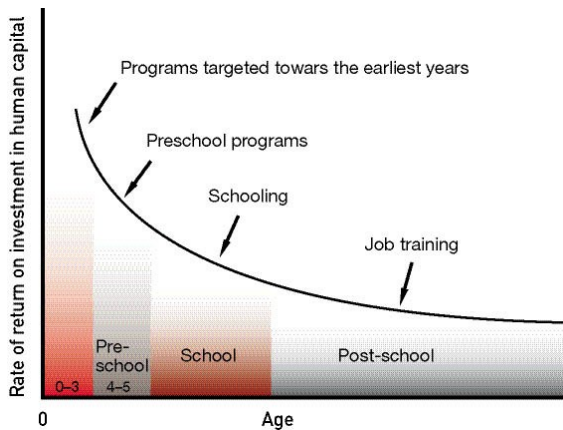 Programs targeted towars the earliest years
Preschool programs
Schooling
Job training
Rate of return on investment in human capital
Pre-
school
School
Post-school
0–3
4–5
0
Age